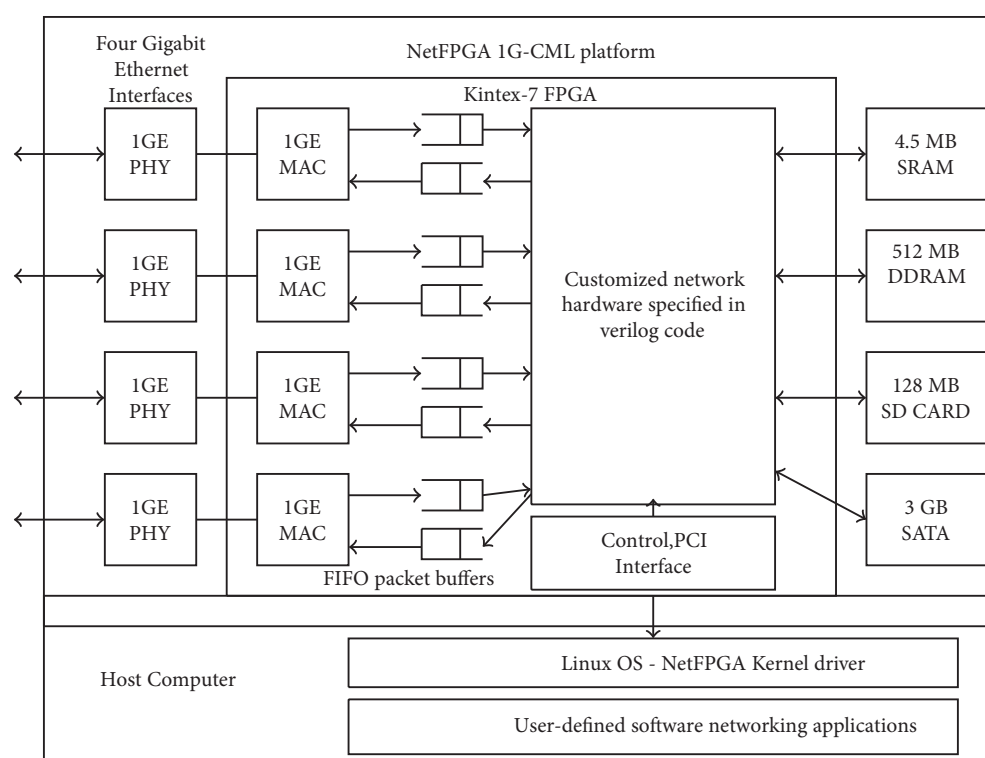 Four Gigabit
Ethernet
Interfaces
NetFPGA 1G-CML platform
Kintex-7 FPGA
1GE
PHY
1GE
MAC
4.5 MB
SRAM
1GE
PHY
1GE
MAC
512 MB
DDRAM
Customized network
hardware specified in
verilog code
1GE
PHY
1GE
MAC
128 MB
SD CARD
1GE
PHY
1GE
MAC
3 GB
SATA
FIFO packet buffers
Control,PCI
Interface
Host Computer
Linux OS - NetFPGA Kernel driver
User-defined software networking applications